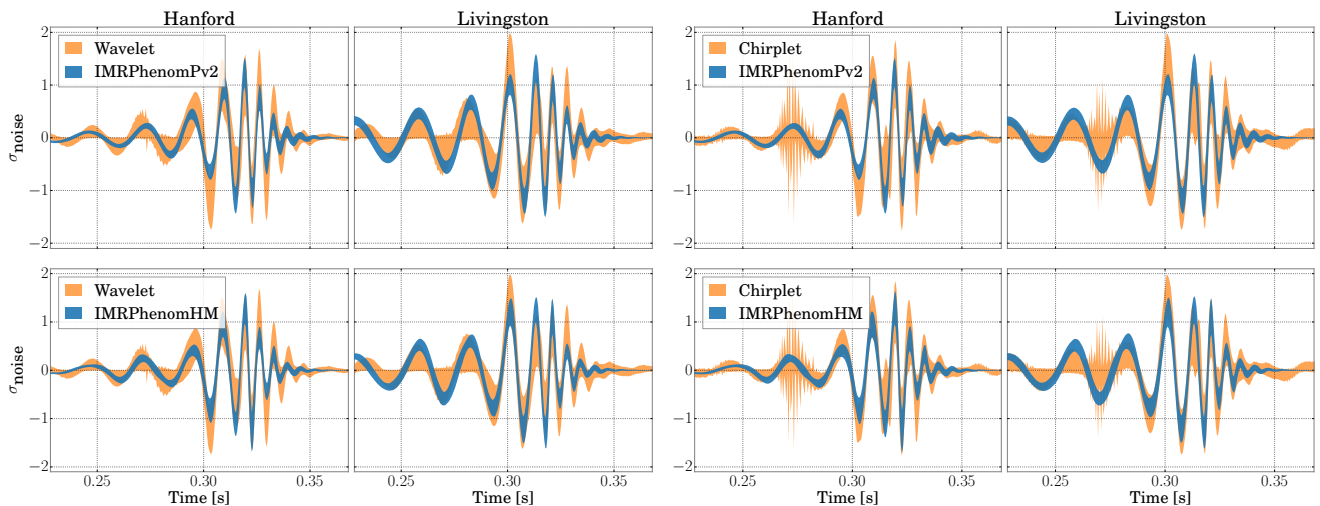 Hanford
Livingston
Hanford
Livingston
2
1
0
−1
−2
σnoise
Wavelet
IMRPhenomPv2
Chirplet
IMRPhenomPv2
2
1
0
−1
−2
σnoise
Wavelet
IMRPhenomHM
Chirplet
IMRPhenomHM
0.25 0.30 0.35 0.25 0.30 0.35 0.25 0.30 0.35 0.25 0.30 0.35
Time [s] Time [s] Time [s] Time [s]